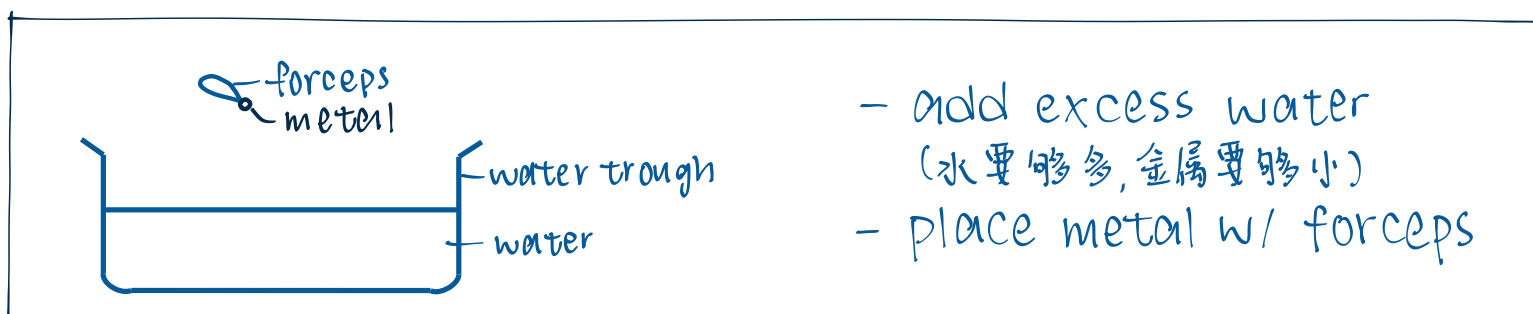 forceps
metal
water trough
water
- add excess water
(水要够多,金属要够小)
- place metal w/ forceps